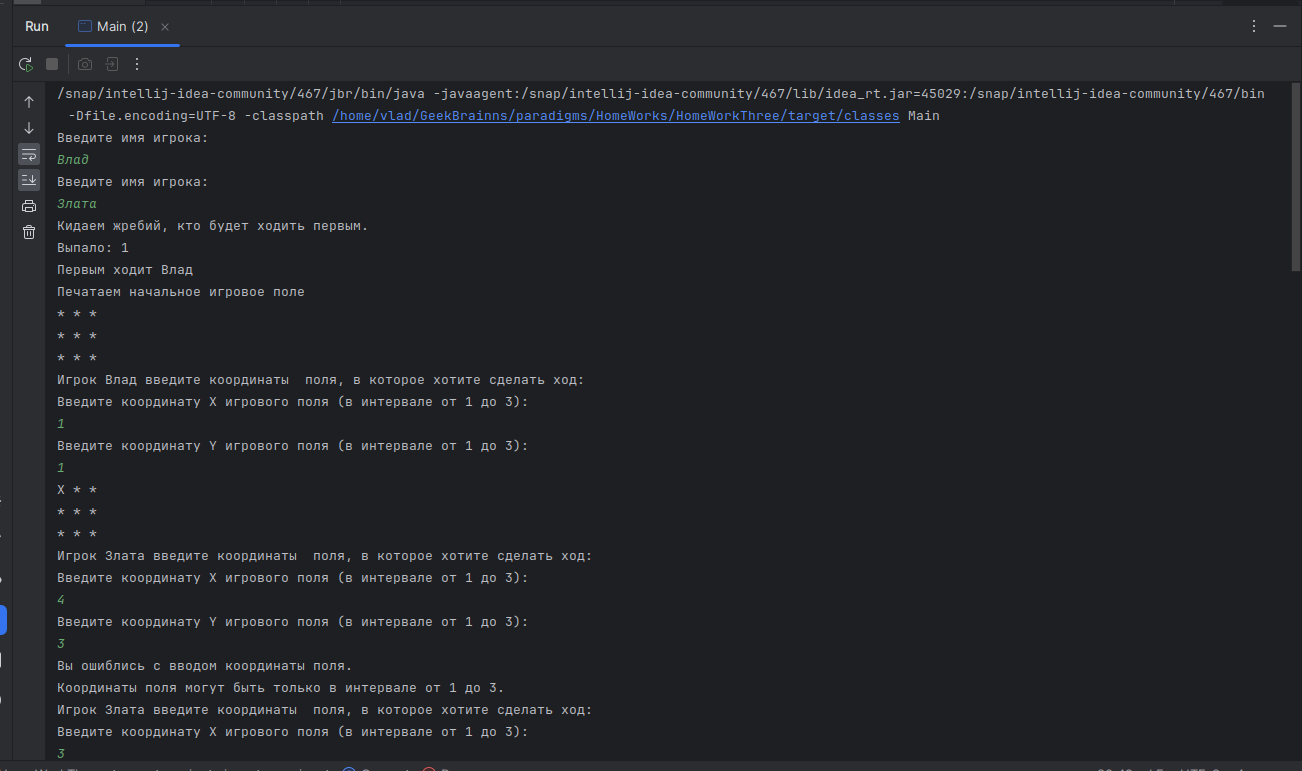 Run Main (2)
/snap/intellij-idea-community/467/jbr/bin/java -javaagent:/snap/intellij-idea-community/467/lib/idea_rt.jar=45029:/snap/intellij-idea-community/467/bin
-Dfile.encoding=UTF-8 -classpath /home/vlad/GeekBrainns/paradigms/HomeWorks/HomeWorkThree/target/classes Main
Введите имя игрока:
Влад
Введите имя игрока:
Злата
Кидаем жребий, кто будет ходить первым.
Выпало: 1
Первым ходит Влад
Печатаем начальное игровое поле
* * *
* * *
* * *
Игрок Влад введите координаты  поля, в которое хотите сделать ход:
Введите координату X игрового поля (в интервале от 1 до 3):
1
Введите координату Y игрового поля (в интервале от 1 до 3):
1
X * *
* * *
* * *
Игрок Злата введите координаты  поля, в которое хотите сделать ход:
Введите координату X игрового поля (в интервале от 1 до 3):
4
Введите координату Y игрового поля (в интервале от 1 до 3):
3
Вы ошиблись с вводом координаты поля.
Координаты поля могут быть только в интервале от 1 до 3.
Игрок Злата введите координаты  поля, в которое хотите сделать ход:
Введите координату X игрового поля (в интервале от 1 до 3):
3